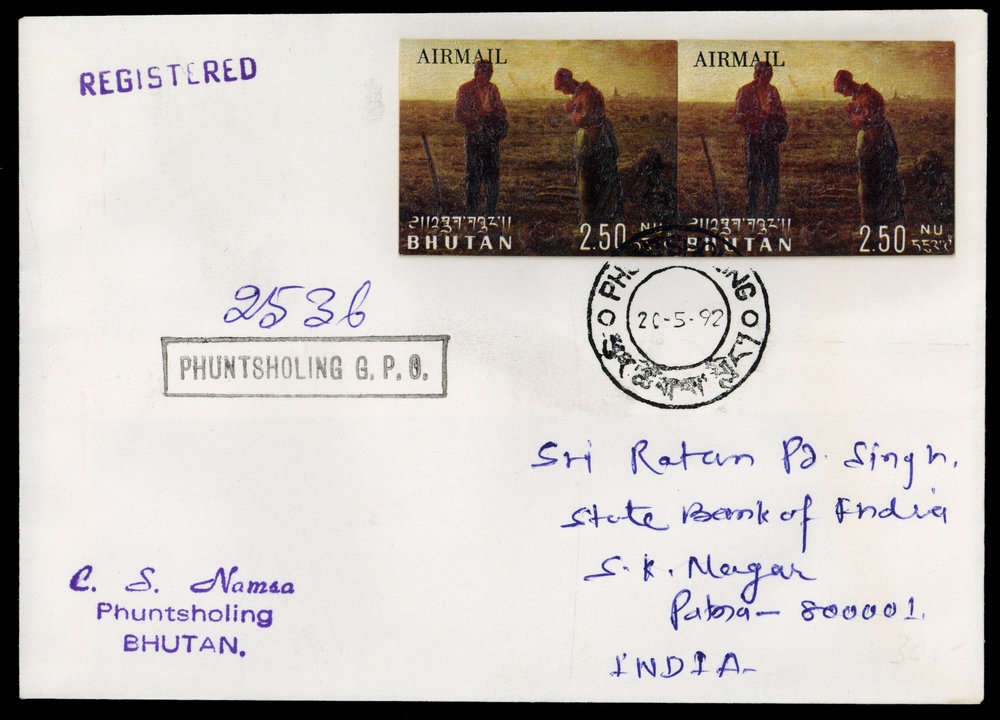 REGISTERED
AIRMAIL
AIRMAIL
BHUTAN
2.50 NU
BHUTAN
2.50 NU
PHUNTSHOLING
20-5-92
2536
PHUNTSHOLING G. P. O.
Sri Ratan Pd. Singh.
State Bank of India
S. K. Nagar
Patna - 800001.
INDIA -
C. S. Namsa
Phuntsholing
BHUTAN.